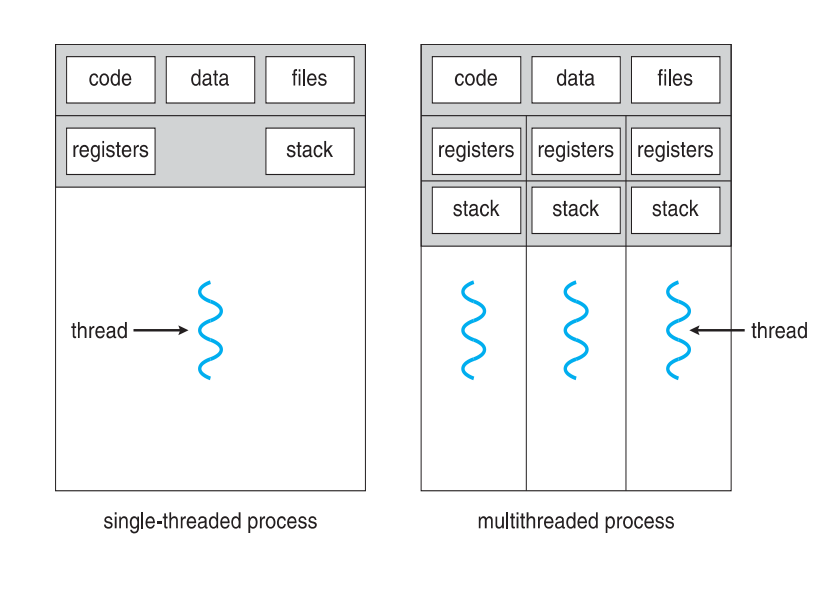 code data files
registers stack
thread
single-threaded process
code data files
registers registers registers
stack stack stack
thread
multithreaded process